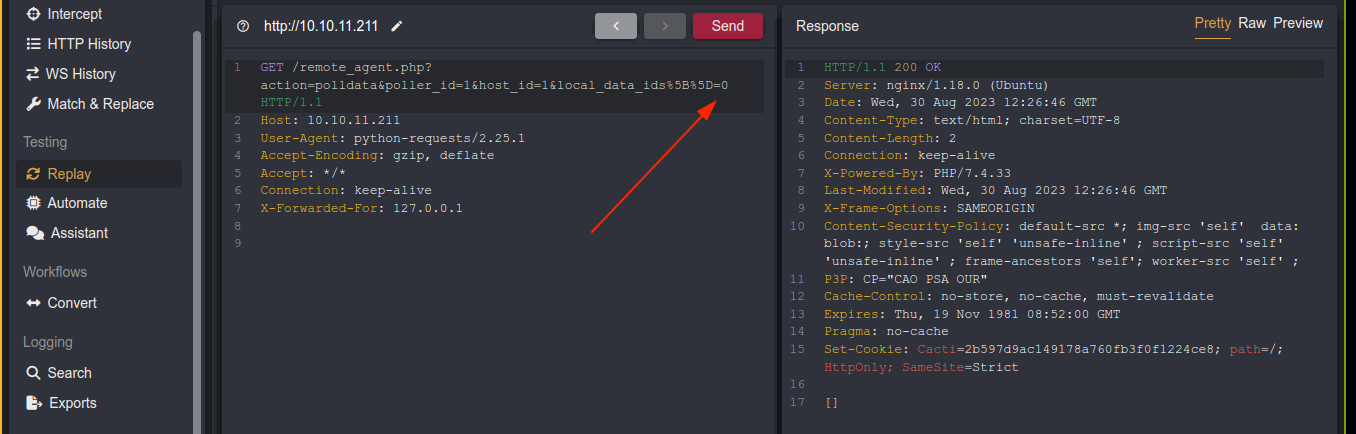 Intercept
HTTP History
WS History
Match & Replace
Testing
Replay
Automate
Assistant
Workflows
Convert
Logging
Search
Exports
http://10.10.11.211
Send
1 GET /remote_agent.php?
action=polldata&poller_id=1&host_id=1&local_data_ids%5B%5D=0
HTTP/1.1
2 Host: 10.10.11.211
3 User-Agent: python-requests/2.25.1
4 Accept-Encoding: gzip, deflate
5 Accept: */*
6 Connection: keep-alive
7 X-Forwarded-For: 127.0.0.1
8
9
Response
Pretty Raw Preview
1 HTTP/1.1 200 OK
2 Server: nginx/1.18.0 (Ubuntu)
3 Date: Wed, 30 Aug 2023 12:26:46 GMT
4 Content-Type: text/html; charset=UTF-8
5 Content-Length: 2
6 Connection: keep-alive
7 X-Powered-By: PHP/7.4.33
8 Last-Modified: Wed, 30 Aug 2023 12:26:46 GMT
9 X-Frame-Options: SAMEORIGIN
10 Content-Security-Policy: default-src *; img-src 'self'  data:
blob:; style-src 'self' 'unsafe-inline' ; script-src 'self'
'unsafe-inline' ; frame-ancestors 'self'; worker-src 'self' ;
11 P3P: CP="CAO PSA OUR"
12 Cache-Control: no-store, no-cache, must-revalidate
13 Expires: Thu, 19 Nov 1981 08:52:00 GMT
14 Pragma: no-cache
15 Set-Cookie: Cacti=2b597d9ac149178a760fb3f0f1224ce8; path=/;
HttpOnly; SameSite=Strict
16
17 []